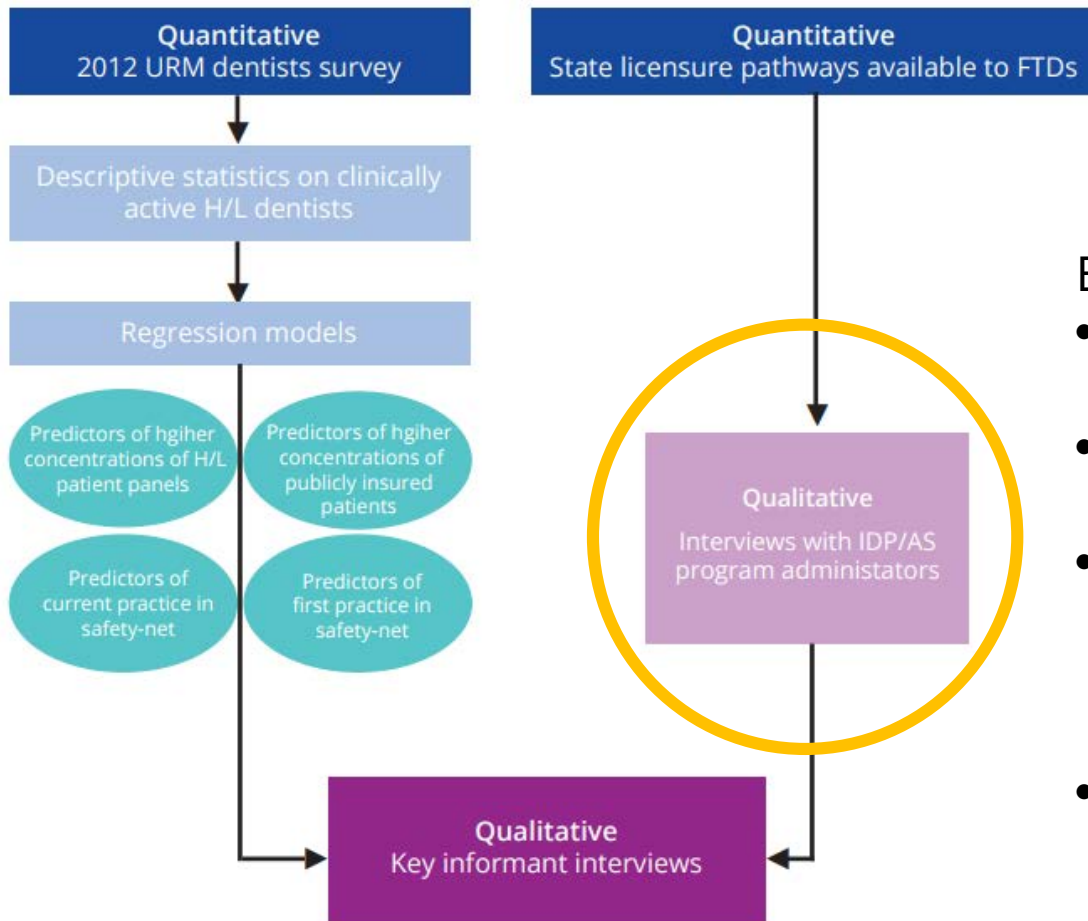 Quantitative
2012 URM dentists survey
Descriptive statistics on clinically
active H/L dentists
Regression models
Predictors of hgiher
concentrations of H/L
patient panels
Predictors of hgiher
concentrations of
publicly insured
patients
Predictors of
current practice in
safety-net
Predictors of
first practice in
safety-net
Quantitative
State licensure pathways available to FTDs
Qualitative
Interviews with IDP/AS
program administators
Qualitative
Key informant interviews